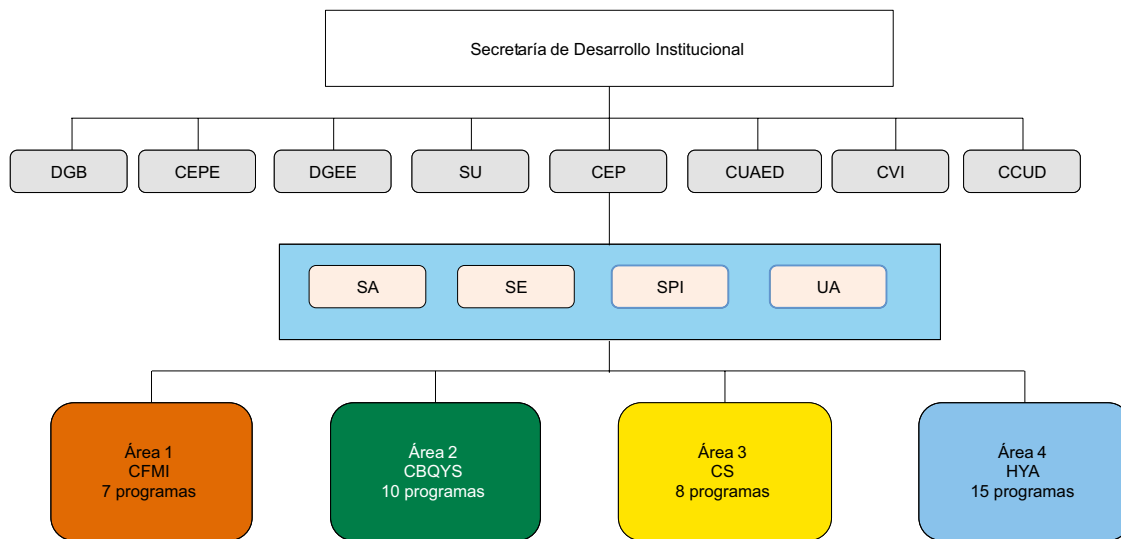 Secretaría de Desarrollo Institucional
DGB
CEPE
DGEE
SU
CEP
CUAED
CVI
CCUD
SA
SE
SPI
UA
Área 1
CFMI
7 programas
Área 2
CBQYS
10 programas
Área 3
CS
8 programas
Área 4
HYA
15 programas